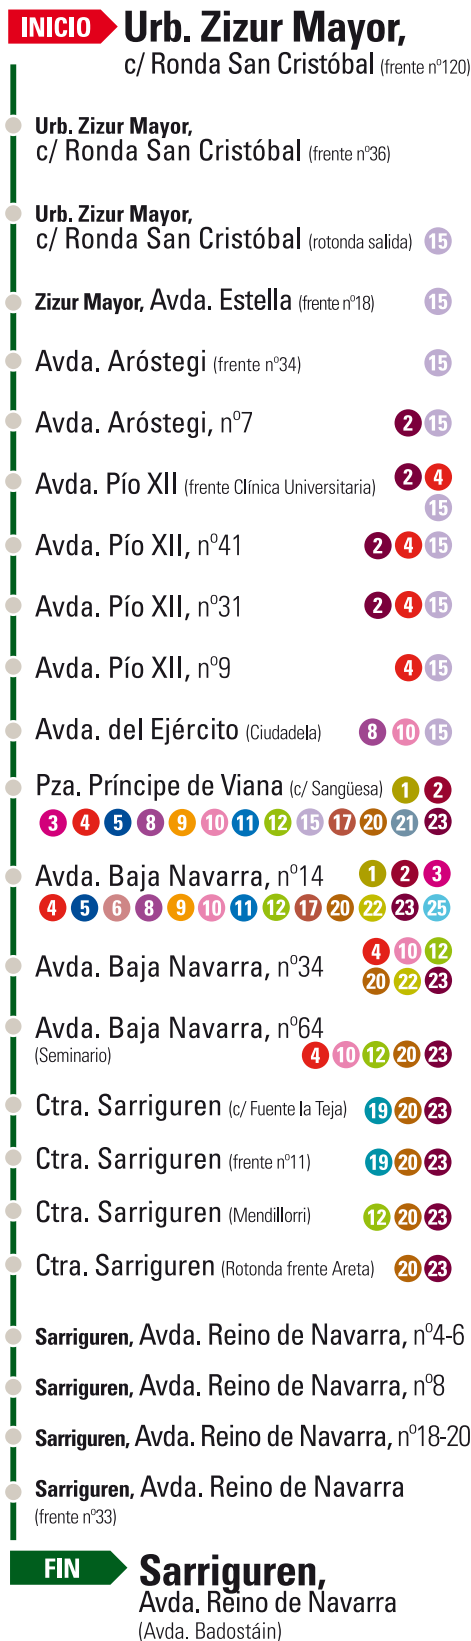 INICIO Urb. Zizur Mayor,
c/ Ronda San Cristóbal (frente nº120)
Urb. Zizur Mayor,
c/ Ronda San Cristóbal (frente nº36)
Urb. Zizur Mayor,
c/ Ronda San Cristóbal (rotonda salida) 15
Zizur Mayor, Avda. Estella (frente nº18) 15
Avda. Aróstegi (frente nº34) 15
Avda. Aróstegi, nº7 2 15
Avda. Pío XII (frente Clínica Universitaria) 2 4
15
Avda. Pío XII, nº41 2 4 15
Avda. Pío XII, nº31 2 4 15
Avda. Pío XII, nº9 4 15
Avda. del Ejército (Ciudadela) 8 10 15
Pza. Príncipe de Viana (c/ Sangüesa) 1 2
3 4 5 8 9 10 11 12 15 17 20 21 23
Avda. Baja Navarra, nº14 1 2 3
4 5 6 8 9 10 11 12 17 20 22 23 25
Avda. Baja Navarra, nº34 4 10 12
20 22 23
Avda. Baja Navarra, nº64
(Seminario) 4 10 12 20 23
Ctra. Sarriguren (c/ Fuente la Teja) 19 20 23
Ctra. Sarriguren (frente nº11) 19 20 23
Ctra. Sarriguren (Mendillorri) 12 20 23
Ctra. Sarriguren (Rotonda frente Areta) 20 23
Sarriguren, Avda. Reino de Navarra, nº4-6
Sarriguren, Avda. Reino de Navarra, nº8
Sarriguren, Avda. Reino de Navarra, nº18-20
Sarriguren, Avda. Reino de Navarra
(frente nº33)
FIN Sarriguren,
Avda. Reino de Navarra
(Avda. Badostáin)